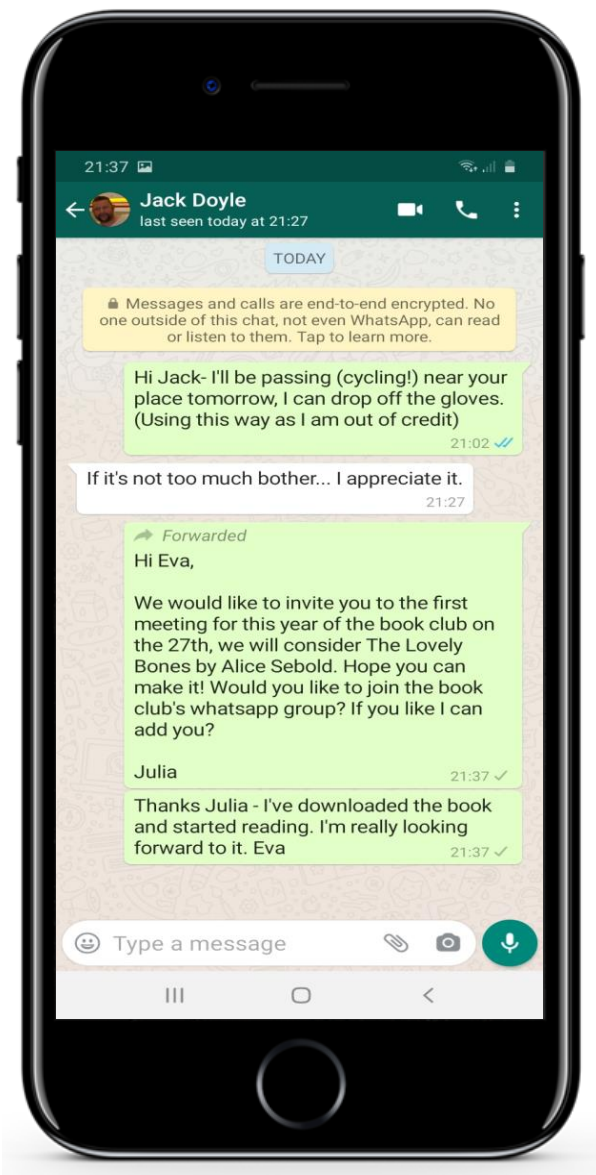 21:37
Jack Doyle
last seen today at 21:27
TODAY
Messages and calls are end-to-end encrypted. No
one outside of this chat, not even WhatsApp, can read
or listen to them. Tap to learn more.
Hi Jack- I'll be passing (cycling!) near your
place tomorrow, I can drop off the gloves.
(Using this way as I am out of credit)
21:02
If it's not too much bother... I appreciate it.
21:27
Forwarded
Hi Eva,
We would like to invite you to the first
meeting for this year of the book club on
the 27th, we will consider The Lovely
Bones by Alice Sebold. Hope you can
make it! Would you like to join the book
club's whatsapp group? If you like I can
add you?
Julia
21:37
Thanks Julia - I've downloaded the book
and started reading. I'm really looking
forward to it. Eva
21:37
Type a message